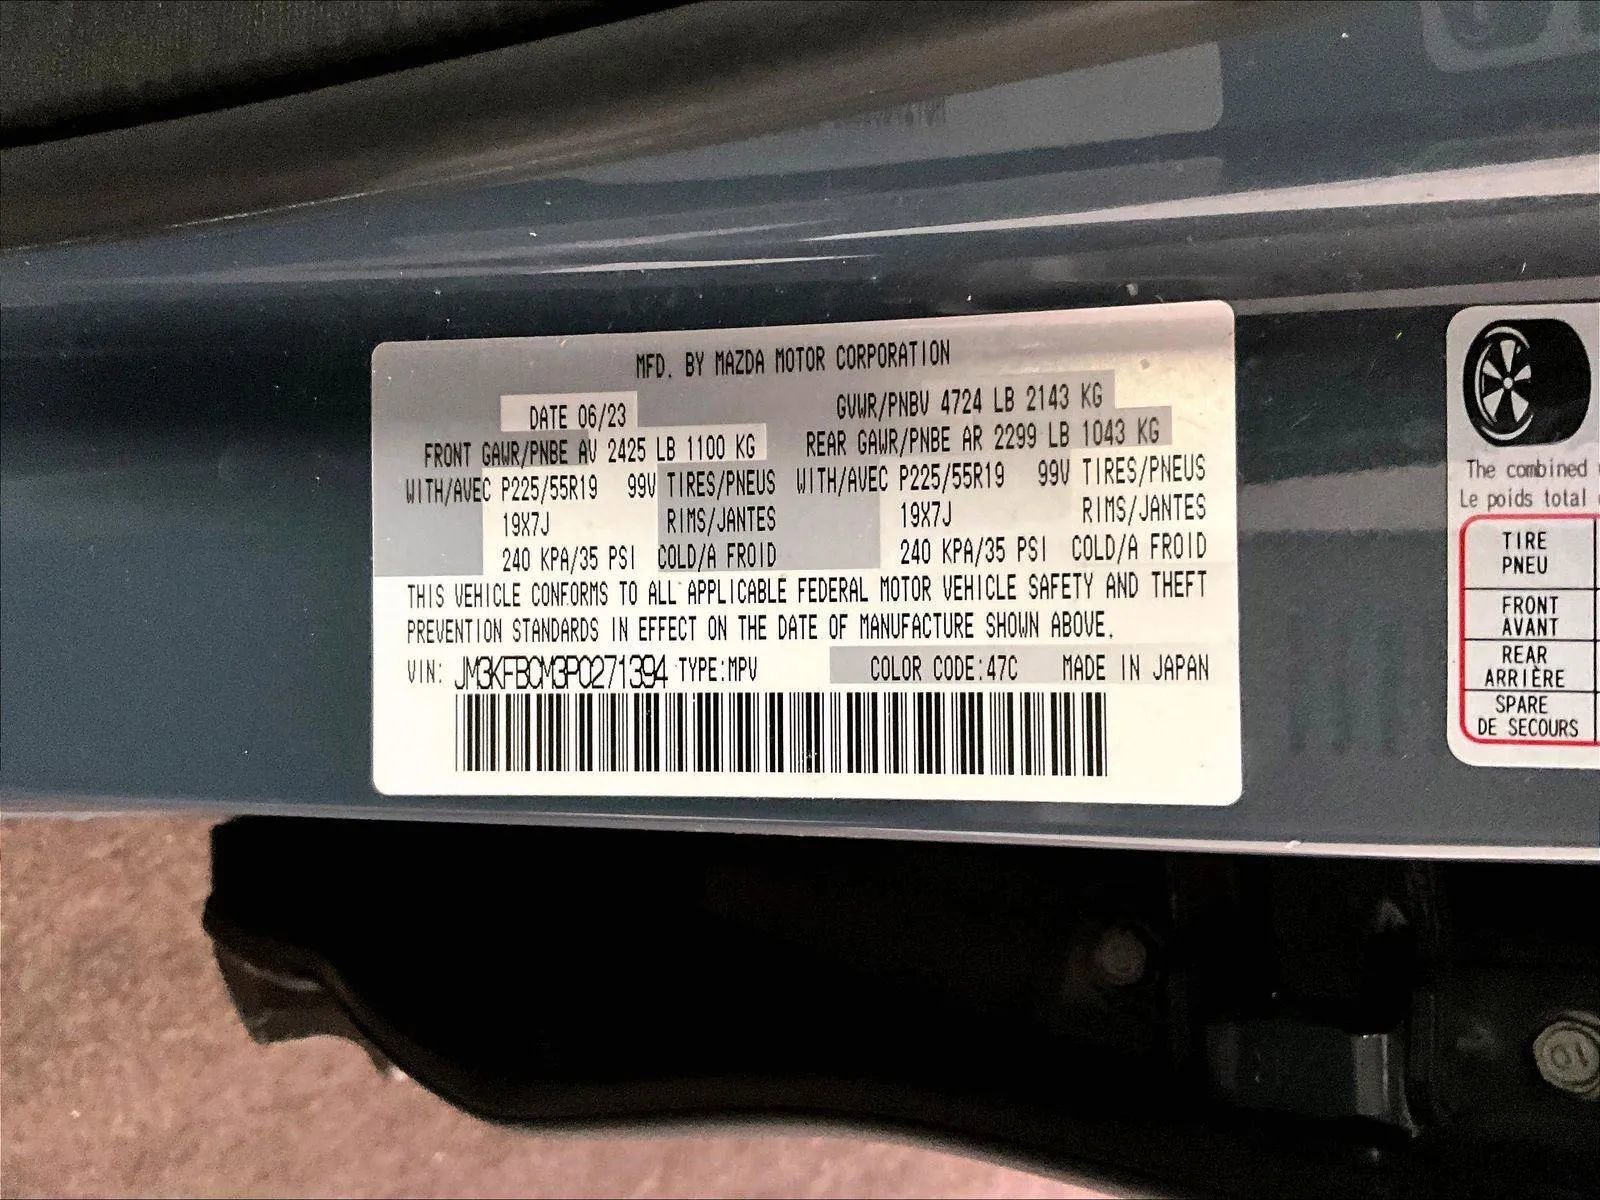 MFD. BY MAZDA MOTOR CORPORATION
DATE 06/23
GVWR/PNBV 4724 LB 2143 KG
FRONT GAWR/PNBE AV 2425 LB 1100 KG
REAR GAWR/PNBE AR 2299 LB 1043 KG
WITH/AVEC P225/55R19 99V TIRES/PNEUS
WITH/AVEC P225/55R19 99V TIRES/PNEUS
19X7J RIMS/JANTES
19X7J RIMS/JANTES
240 KPA/35 PSI COLD/A FROID
240 KPA/35 PSI COLD/A FROID
THIS VEHICLE CONFORMS TO ALL APPLICABLE FEDERAL MOTOR VEHICLE SAFETY AND THEFT
PREVENTION STANDARDS IN EFFECT ON THE DATE OF MANUFACTURE SHOWN ABOVE.
VIN: JM3KFBCM3P0271394 TYPE:MPV COLOR CODE:47C MADE IN JAPAN
The combined
Le poids total
TIRE
PNEU
FRONT
AVANT
REAR
ARRIÈRE
SPARE
DE SECOURS
10